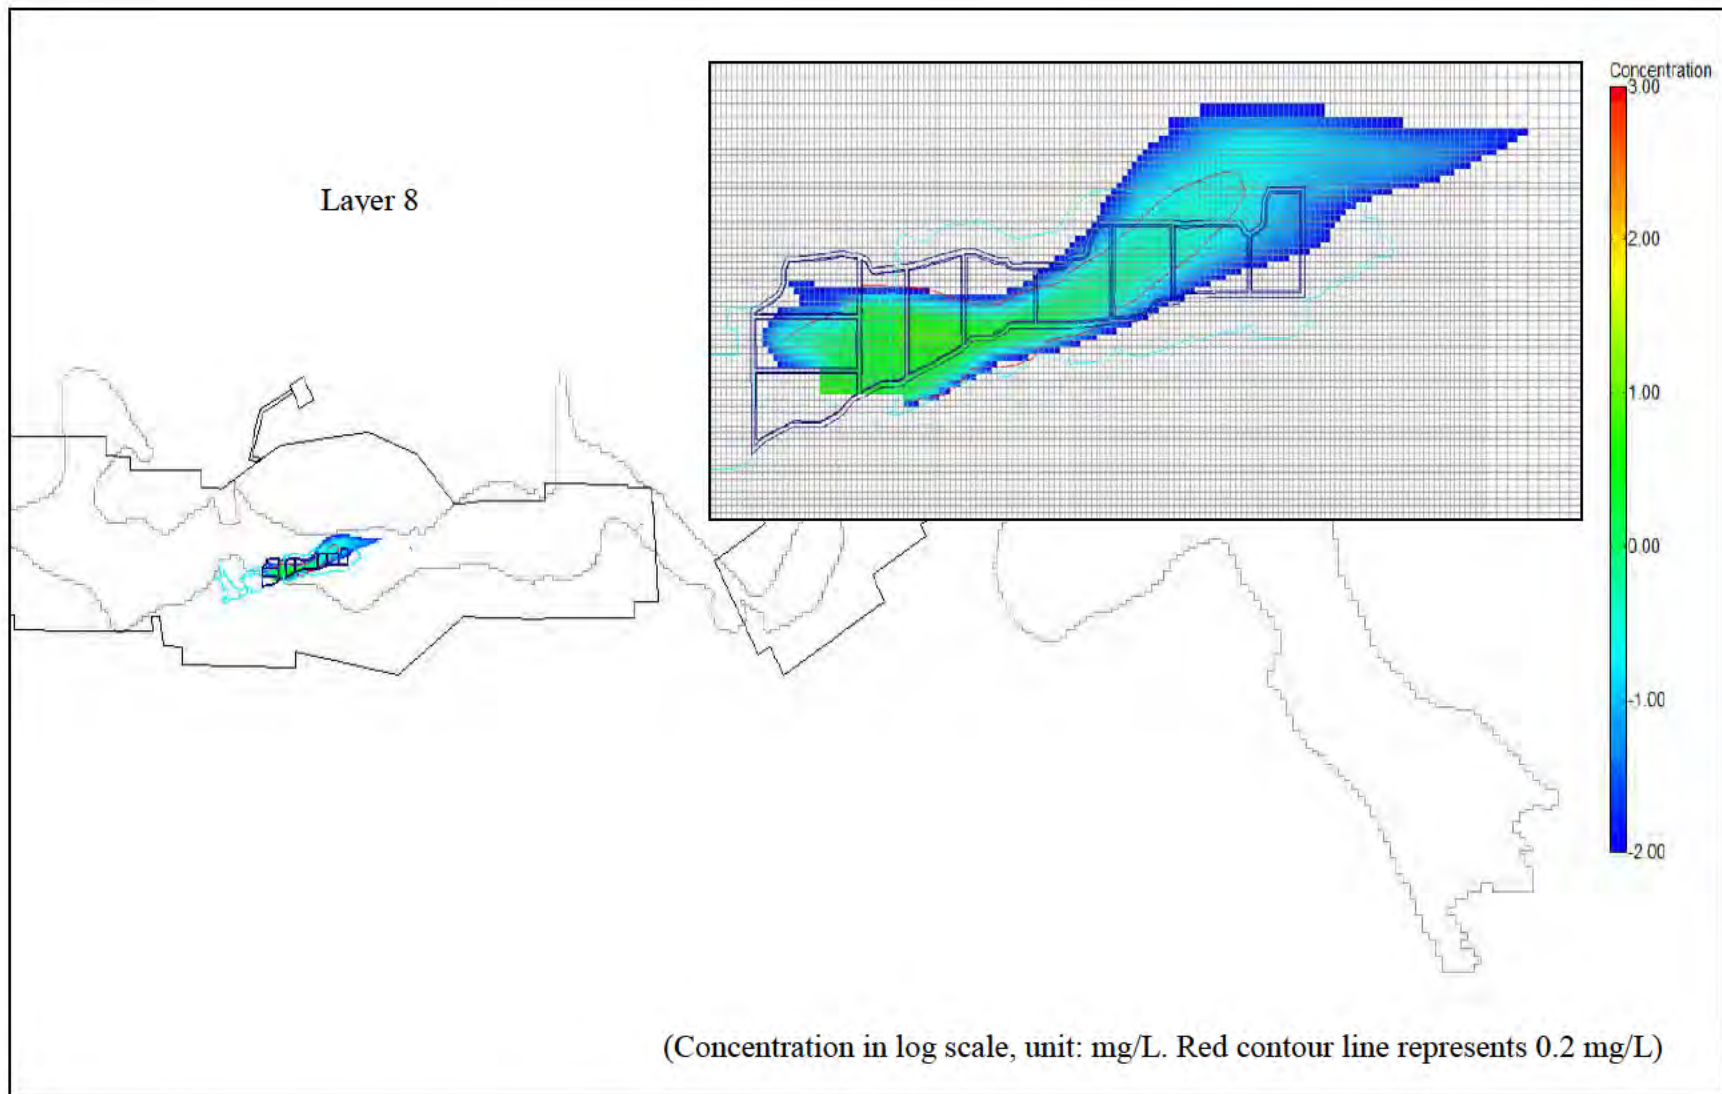 Layer 8
Concentration
3.00
2.00
1.00
0.00
-1.00
-2.00
(Concentration in log scale, unit: mg/L. Red contour line represents 0.2 mg/L)